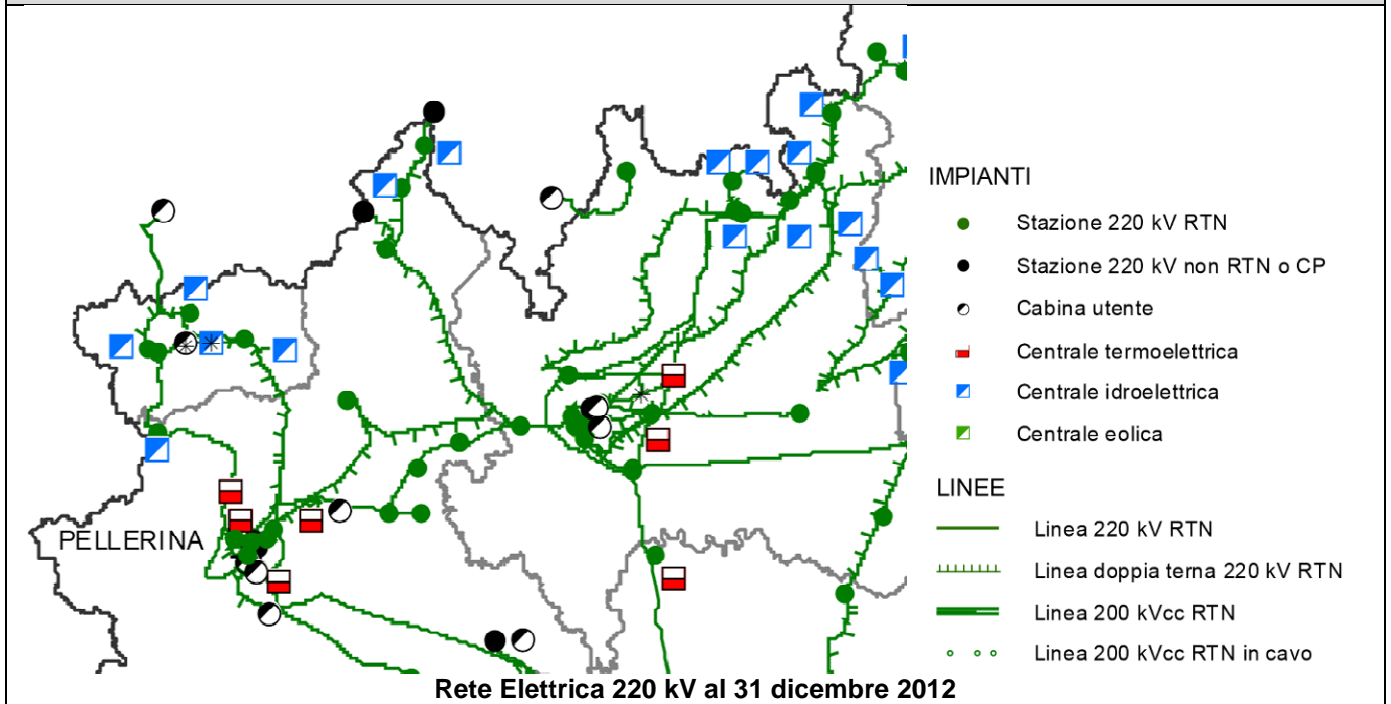 PELLERINA
IMPIANTI
Stazione 220 kV RTN
Stazione 220 kV non RTN o CP
Cabina utente
Centrale termoelettrica
Centrale idroelettrica
Centrale eolica
LINEE
Linea 220 kV RTN
Linea doppia terna 220 kV RTN
Linea 200 kVcc RTN
Linea 200 kVcc RTN in cavo
Rete Elettrica 220 kV al 31 dicembre 2012